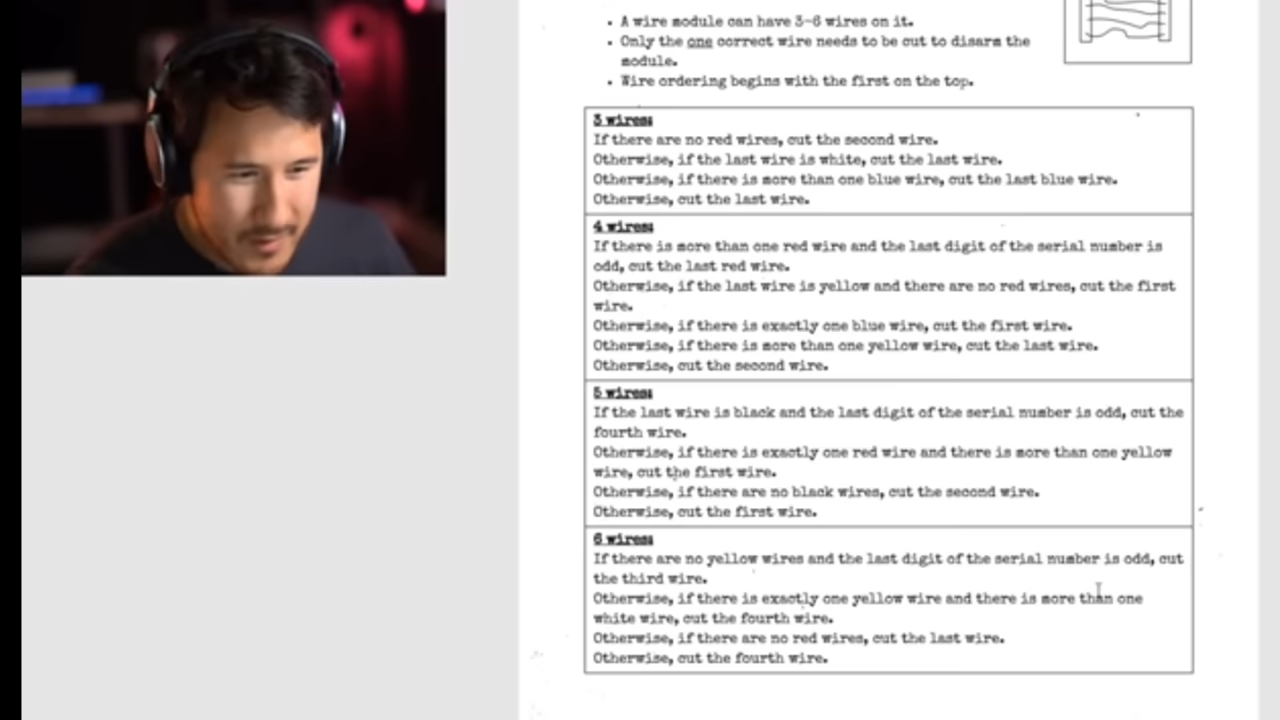 • A wire module can have 3-6 wires on it.
• Only the one correct wire needs to be cut to disarm the
module.
• Wire ordering begins with the first on the top.
3 wires:
If there are no red wires, cut the second wire.
Otherwise, if the last wire is white, cut the last wire.
Otherwise, if there is more than one blue wire, cut the last blue wire.
Otherwise, cut the last wire.
4 wires:
If there is more than one red wire and the last digit of the serial number is
odd, cut the last red wire.
Otherwise, if the last wire is yellow and there are no red wires, cut the first
wire.
Otherwise, if there is exactly one blue wire, cut the first wire.
Otherwise, if there is more than one yellow wire, cut the last wire.
Otherwise, cut the second wire.
5 wires:
If the last wire is black and the last digit of the serial number is odd, cut the
fourth wire.
Otherwise, if there is exactly one red wire and there is more than one yellow
wire, cut the first wire.
Otherwise, if there are no black wires, cut the second wire.
Otherwise, cut the first wire.
6 wires:
If there are no yellow wires and the last digit of the serial number is odd, cut
the third wire.
Otherwise, if there is exactly one yellow wire and there is more than one
white wire, cut the fourth wire.
Otherwise, if there are no red wires, cut the last wire.
Otherwise, cut the fourth wire.